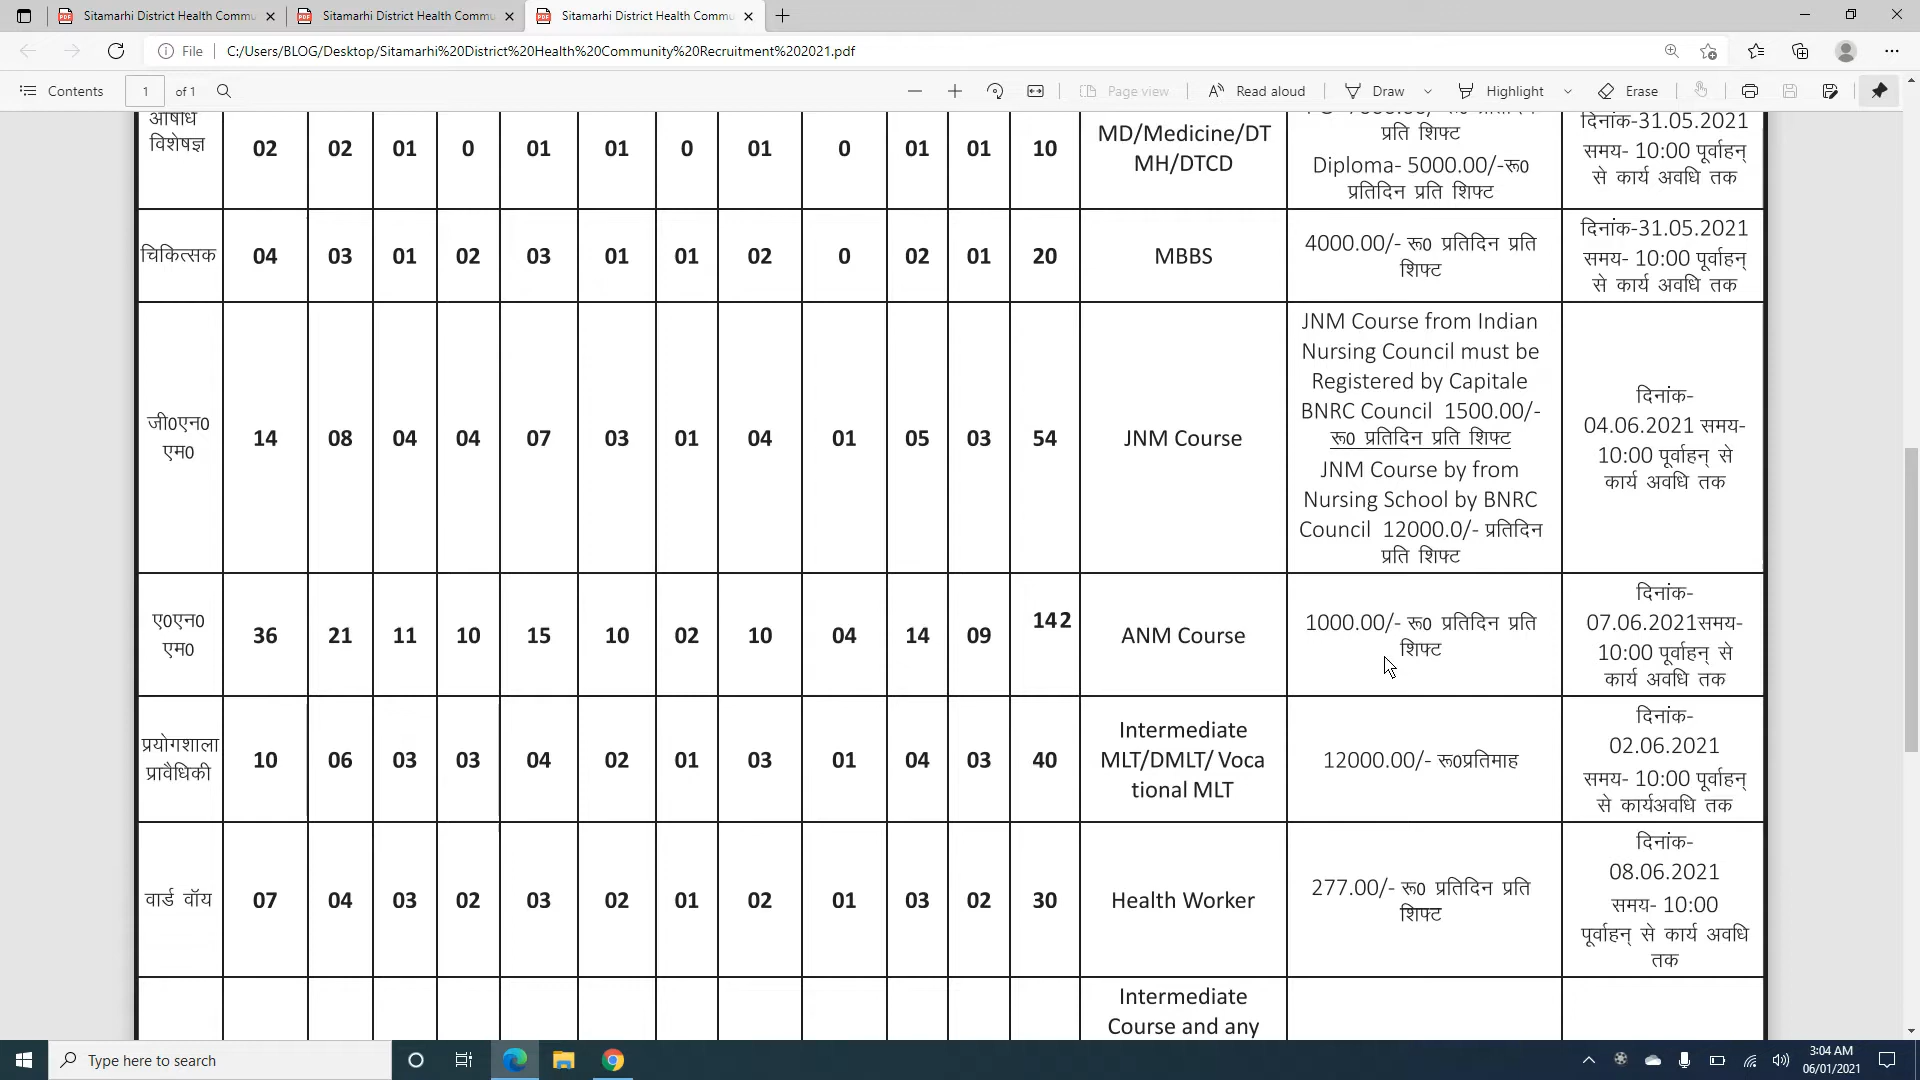 Sitamarhi District Health Commu
Sitamarhi District Health Commu
Sitamarhi District Health Commu
File C:/Users/BLOG/Desktop/Sitamarhi%20District%20Health%20Community%20Recruitment%202021.pdf
Contents 1 of 1 Page view Read aloud Draw Highlight Erase
विशेषज्ञ 02 02 01 0 01 01 0 01 0 01 01 10
MD/Medicine/DT
MH/DTCD
प्रति शिफ्ट
Diploma- 5000.00/-रू0
प्रतिदिन प्रति शिफ्ट
दिनांक-31.05.2021
समय- 10:00 पूर्वाहन्
से कार्य अवधि तक
चिकित्सक 04 03 01 02 03 01 01 02 0 02 01 20 MBBS
4000.00/- रू0 प्रतिदिन प्रति
शिफ्ट
दिनांक-31.05.2021
समय- 10:00 पूर्वाहन्
से कार्य अवधि तक
जी0एन0
एम0
14 08 04 04 07 03 01 04 01 05 03 54 JNM Course
JNM Course from Indian
Nursing Council must be
Registered by Capitale
BNRC Council 1500.00/-
रू0 प्रतिदिन प्रति शिफ्ट
JNM Course by from
Nursing School by BNRC
Council 12000.0/- प्रतिदिन
प्रति शिफ्ट
दिनांक-
04.06.2021 समय-
10:00 पूर्वाहन् से
कार्य अवधि तक
ए0एन0
एम0
36 21 11 10 15 10 02 10 04 14 09 142 ANM Course
1000.00/- रू0 प्रतिदिन प्रति
शिफ्ट
दिनांक-
07.06.2021समय-
10:00 पूर्वाहन् से
कार्य अवधि तक
प्रयोगशाला
प्रावैधिकी
10 06 03 03 04 02 01 03 01 04 03 40
Intermediate
MLT/DMLT/ Voca
tional MLT
12000.00/- रू0प्रतिमाह
दिनांक-
02.06.2021
समय- 10:00 पूर्वाहन्
से कार्यअवधि तक
वार्ड वॉय 07 04 03 02 03 02 01 02 01 03 02 30 Health Worker
277.00/- रू0 प्रतिदिन प्रति
शिफ्ट
दिनांक-
08.06.2021
समय- 10:00
पूर्वाहन् से कार्य अवधि
तक
Intermediate
Course and any
Type here to search
3:04 AM
06/01/2021